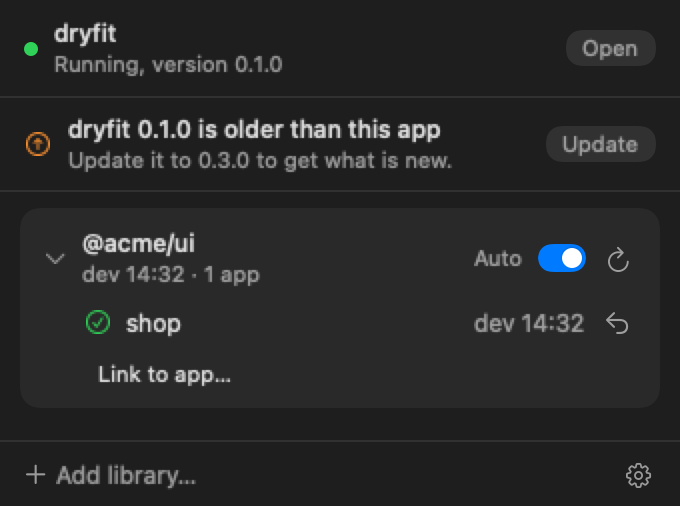 dryfit
Running, version 0.1.0
Open
dryfit 0.1.0 is older than this app
Update it to 0.3.0 to get what is new.
Update
@acme/ui
dev 14:32 · 1 app
Auto
shop
dev 14:32
Link to app...
Add library...